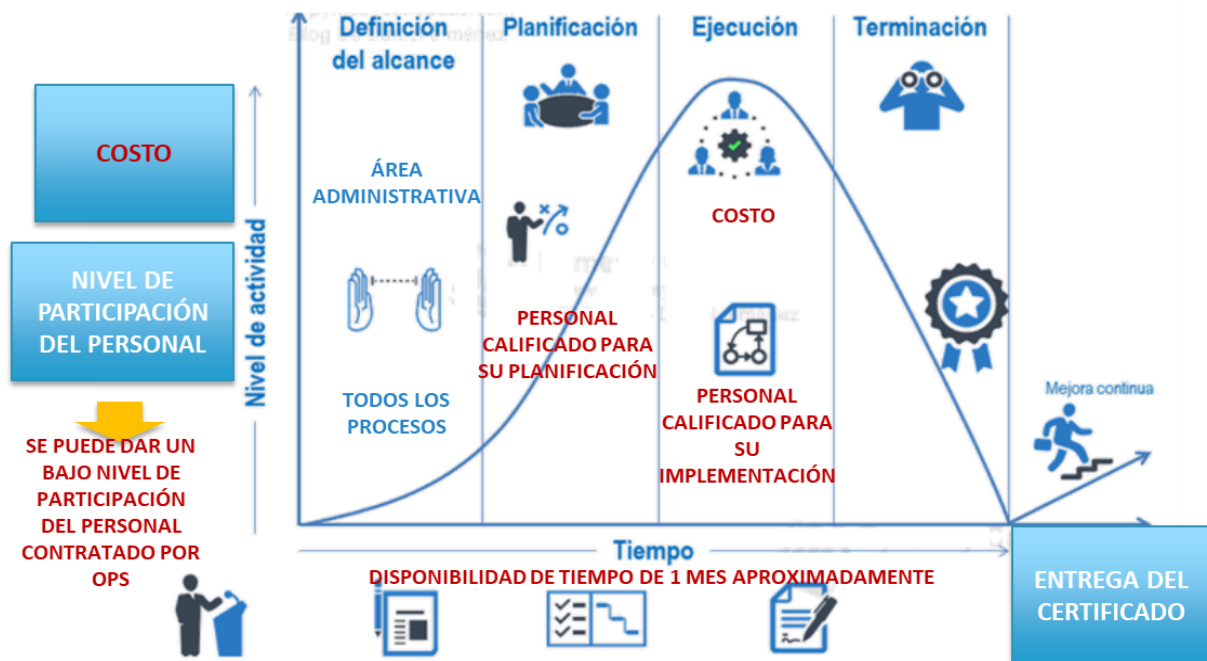 Definición
del alcance
Planificación
Ejecución
Terminación
COSTO
NIVEL DE
PARTICIPACIÓN
DEL PERSONAL
SE PUEDE DAR UN
BAJO NIVEL DE
PARTICIPACIÓN
DEL PERSONAL
CONTRATADO POR
OPS
Nivel de actividad
ÁREA
ADMINISTRATIVA
TODOS LOS
PROCESOS
PERSONAL
CALIFICADO PARA
SU PLANIFICACIÓN
COSTO
PERSONAL
CALIFICADO PARA
SU
IMPLEMENTACIÓN
Mejora continua
Tiempo
DISPONIBILIDAD DE TIEMPO DE 1 MES APROXIMADAMENTE
ENTREGA DEL
CERTIFICADO